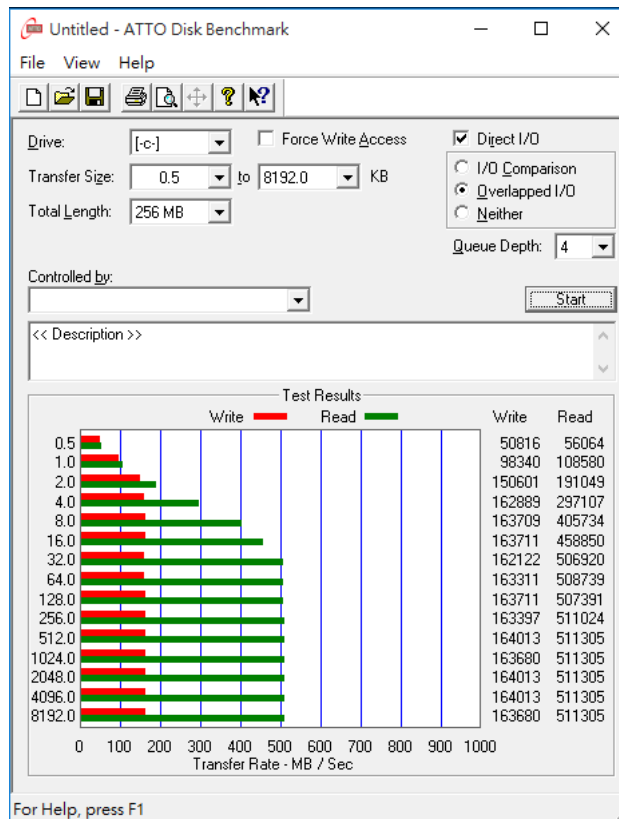 Untitled - ATTO Disk Benchmark
File View Help
Drive: [-c-] Force Write Access Direct I/O
Transfer Size: 0.5 to 8192.0 KB I/O Comparison
Overlapped I/O
Total Length: 256 MB Neither
Queue Depth: 4
Controlled by:
Start
<< Description >>
Test Results
Write Read Write Read
0.5 50816 56064
1.0 98340 108580
2.0 150601 191049
4.0 162889 297107
8.0 163709 405734
16.0 163711 458850
32.0 162122 506920
64.0 163311 508739
128.0 163711 507391
256.0 163397 511024
512.0 164013 511305
1024.0 163680 511305
2048.0 164013 511305
4096.0 164013 511305
8192.0 163680 511305
0 100 200 300 400 500 600 700 800 900 1000
Transfer Rate - MB / Sec
For Help, press F1